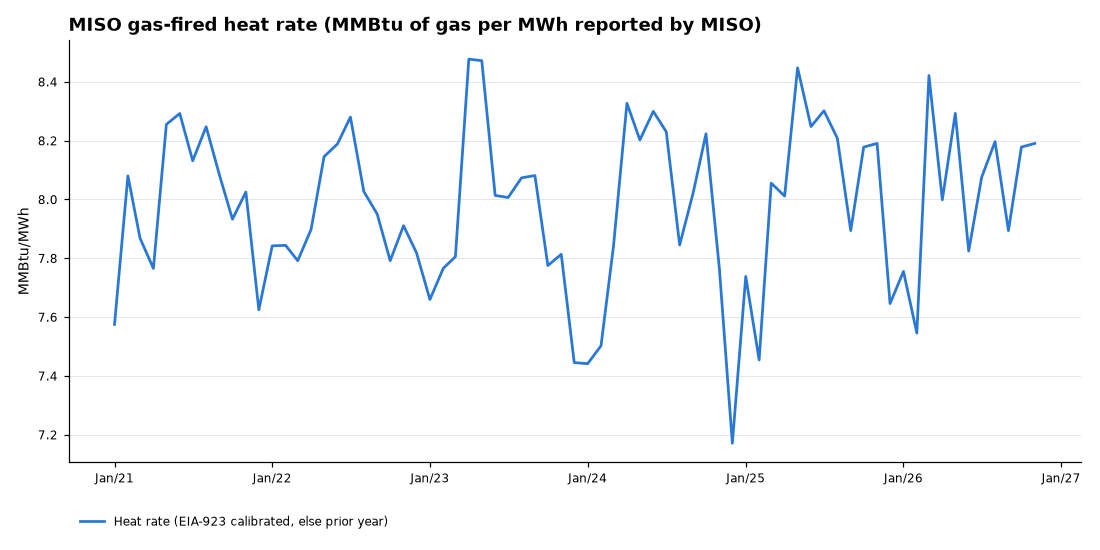 MISO gas-fired heat rate (MMBtu of gas per MWh reported by MISO)
MMBtu/MWh
8.4
8.2
8.0
7.8
7.6
7.4
7.2
Jan/21
Jan/22
Jan/23
Jan/24
Jan/25
Jan/26
Jan/27
Heat rate (EIA-923 calibrated, else prior year)